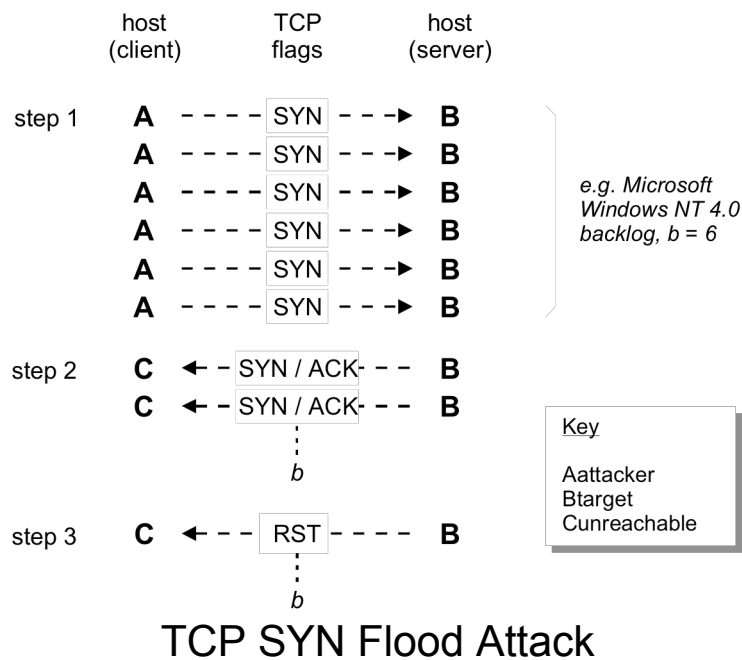 host TCP host
(client) flags (server)
step 1 A SYN B
A SYN B
A SYN B
A SYN B
A SYN B
A SYN B
e.g. Microsoft
Windows NT 4.0
backlog, b = 6
step 2 C SYN / ACK B
C SYN / ACK B
b
Key
Aattacker
Btarget
Cunreachable
step 3 C RST B
b
TCP SYN Flood Attack